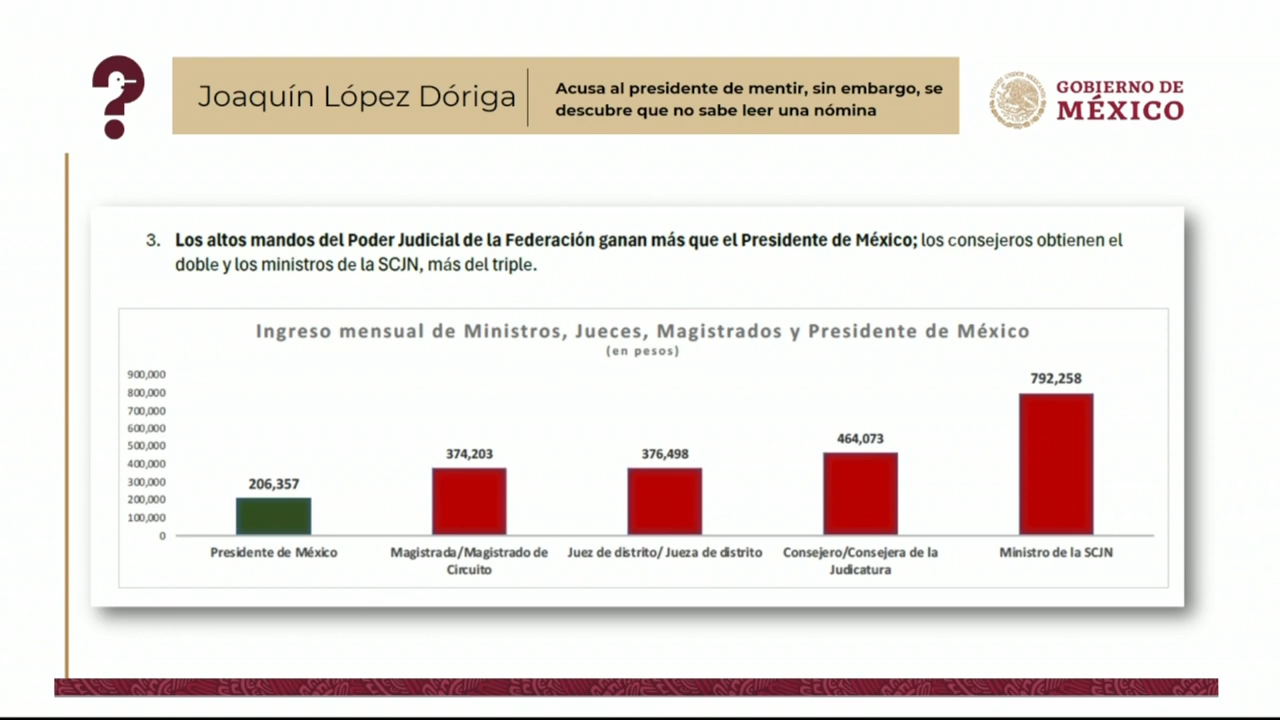 Joaquín López Dóriga
Acusa al presidente de mentir, sin embargo, se
descubre que no sabe leer una nómina
GOBIERNO DE
MÉXICO
3. Los altos mandos del Poder Judicial de la Federación ganan más que el Presidente de México; los consejeros obtienen el
doble y los ministros de la SCJN, más del triple.
Ingreso mensual de Ministros, Jueces, Magistrados y Presidente de México
(en pesos)
900,000
800,000
700,000
600,000
500,000
400,000
300,000
200,000
100,000
0
206,357
374,203
376,498
464,073
792,258
Presidente de México
Magistrada/Magistrado de
Circuito
Juez de distrito/ Jueza de distrito
Consejero/Consejera de la
Judicatura
Ministro de la SCJN